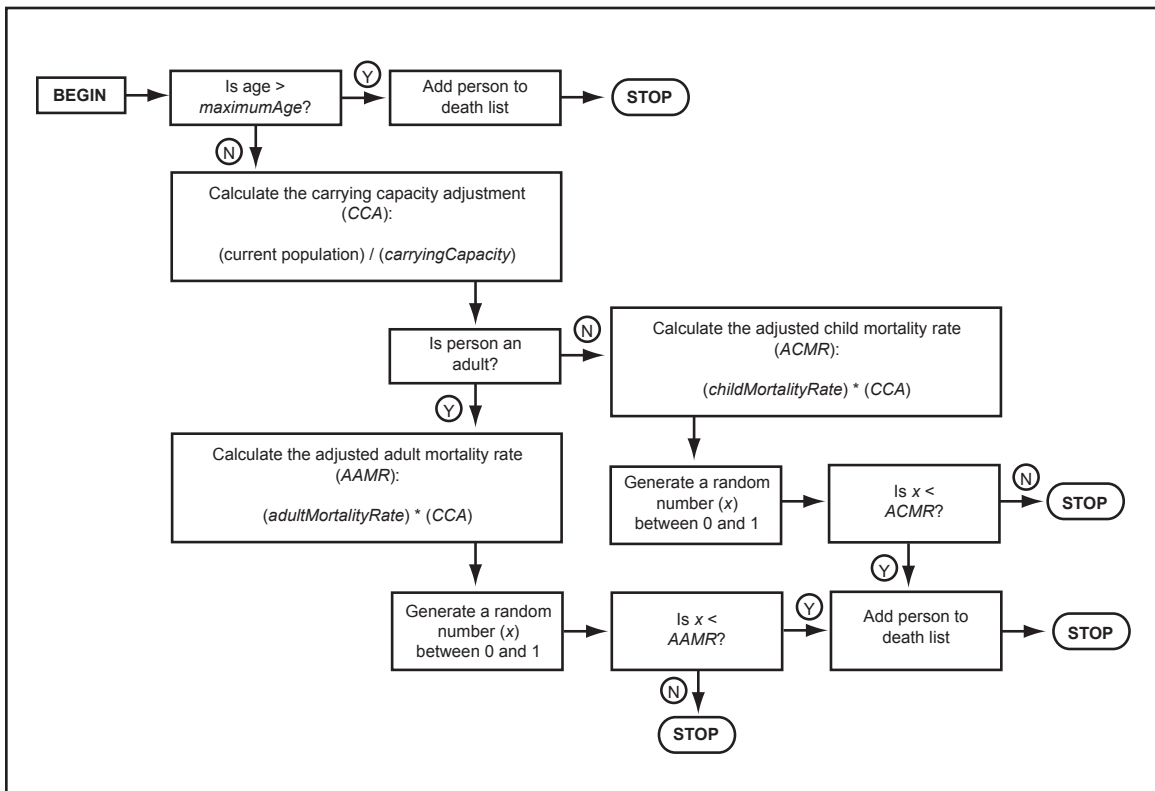 BEGIN
Is age >
maximumAge?
Y
Add person to
death list
STOP
N
Calculate the carrying capacity adjustment
(CCA):
(current population) / (carryingCapacity)
Is person an
adult?
N
Calculate the adjusted child mortality rate
(ACMR):
(childMortalityRate) * (CCA)
Y
Calculate the adjusted adult mortality rate
(AAMR):
(adultMortalityRate) * (CCA)
Generate a random
number (x)
between 0 and 1
Is x <
ACMR?
N
STOP
Y
Generate a random
number (x)
between 0 and 1
Is x <
AAMR?
Y
Add person to
death list
STOP
N
STOP